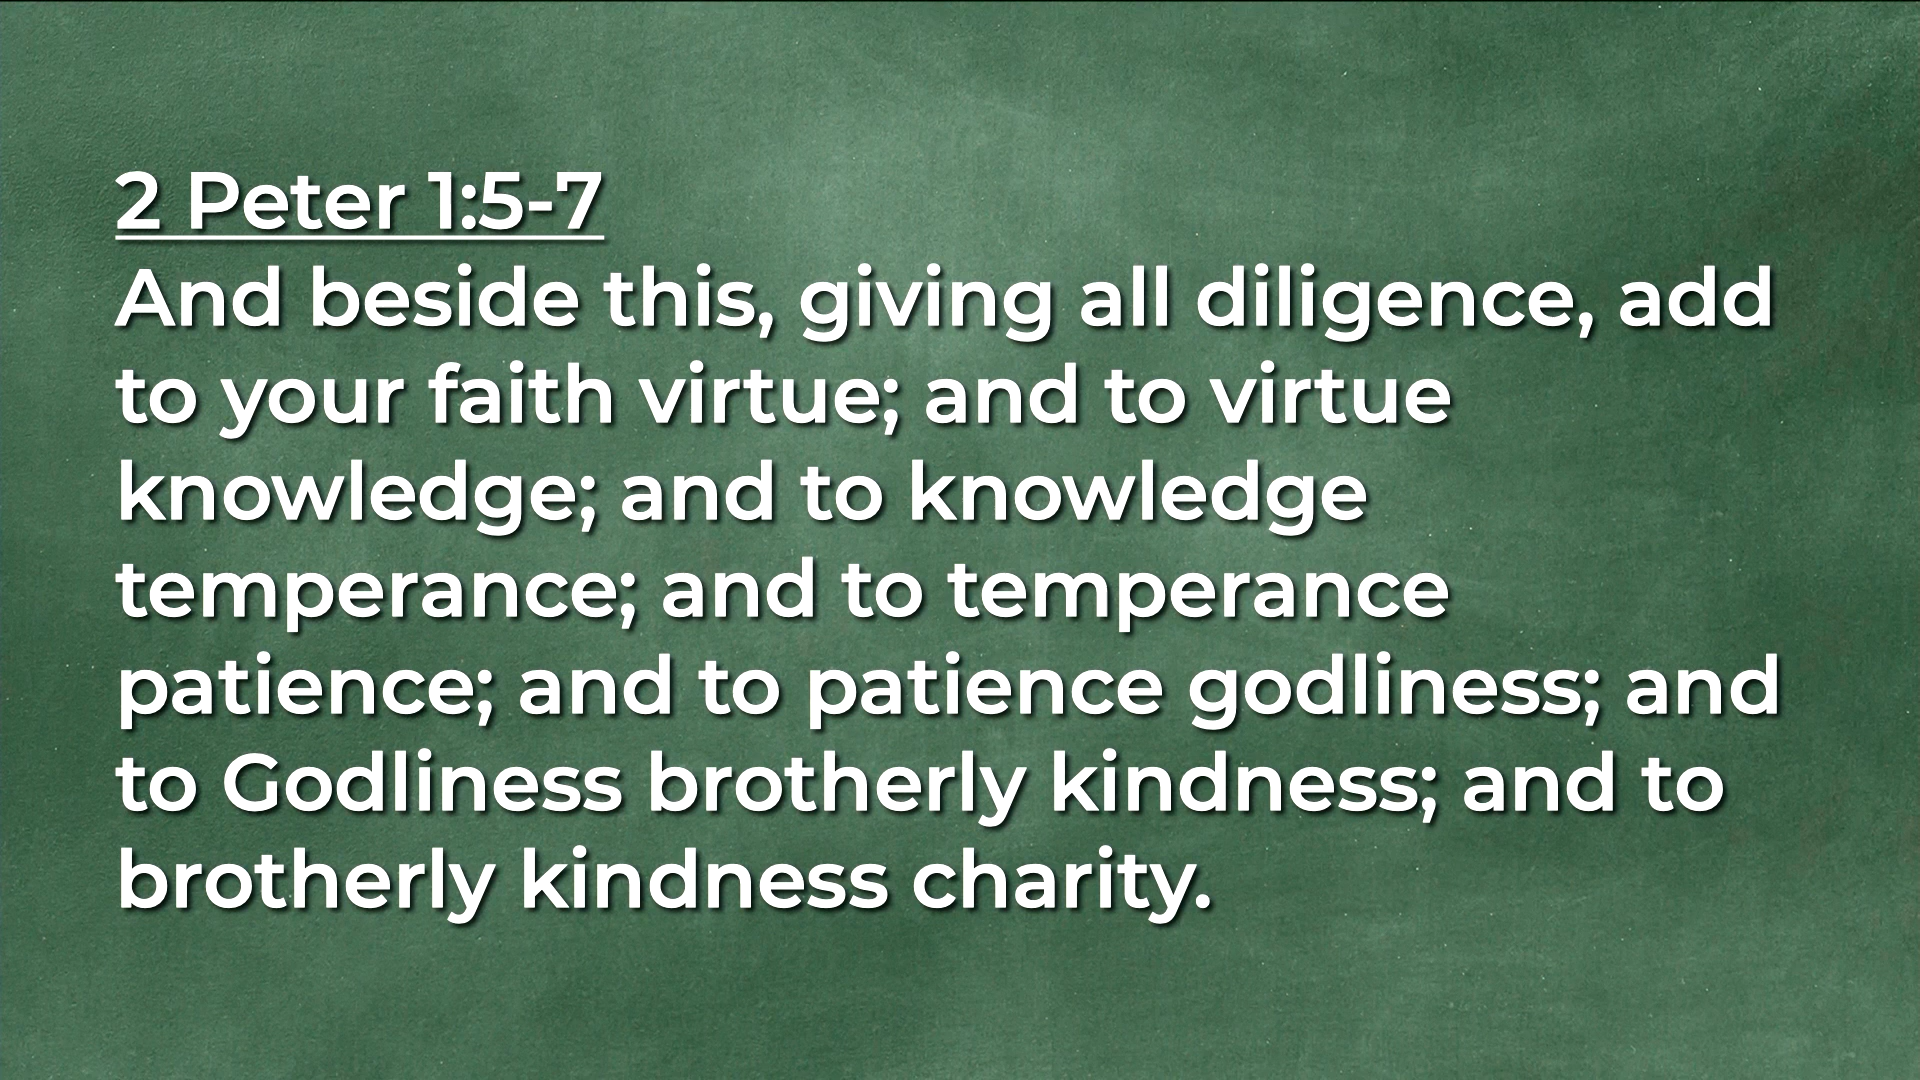 2 Peter 1:5-7
And beside this, giving all diligence, add
to your faith virtue; and to virtue
knowledge; and to knowledge
temperance; and to temperance
patience; and to patience godliness; and
to Godliness brotherly kindness; and to
brotherly kindness charity.